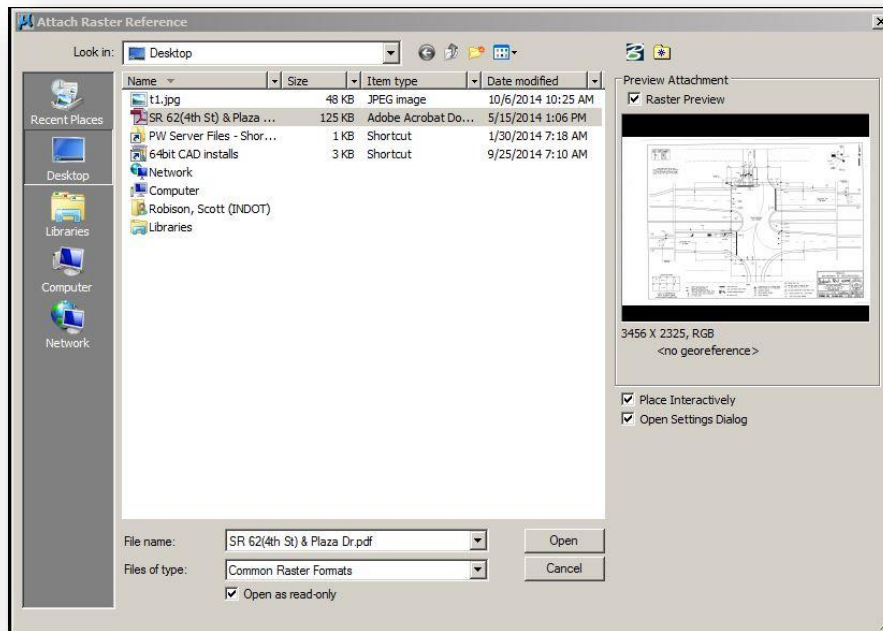 Attach Raster Reference
Look in: Desktop
Recent Places
Desktop
Libraries
Computer
Network
Name Size Item type Date modified
t1.jpg 48 KB JPEG image 10/6/2014 10:25 AM
SR 62(4th St) & Plaza ... 125 KB Adobe Acrobat Do... 5/15/2014 1:06 PM
PW Server Files - Shor... 1 KB Shortcut 1/30/2014 7:18 AM
64bit CAD installs 3 KB Shortcut 9/25/2014 7:10 AM
Network
Computer
Robison, Scott (INDOT)
Libraries
Preview Attachment
Raster Preview
3456 X 2325, RGB
<no georeference>
Place Interactively
Open Settings Dialog
File name: SR 62(4th St) & Plaza Dr.pdf Open
Files of type: Common Raster Formats Cancel
Open as read-only